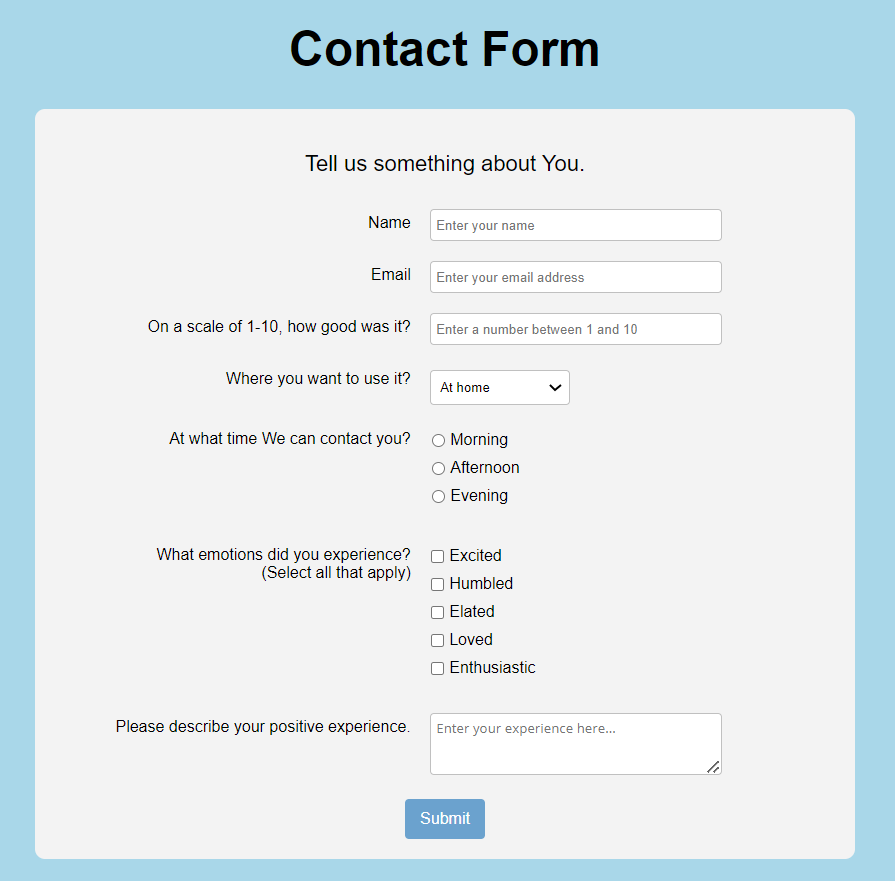 Contact Form
Tell us something about You.
Name
Enter your name
Email
Enter your email address
On a scale of 1-10, how good was it?
Enter a number between 1 and 10
Where you want to use it?
At home
At what time We can contact you?
Morning
Afternoon
Evening
What emotions did you experience?
(Select all that apply)
Excited
Humbled
Elated
Loved
Enthusiastic
Please describe your positive experience.
Enter your experience here...
Submit